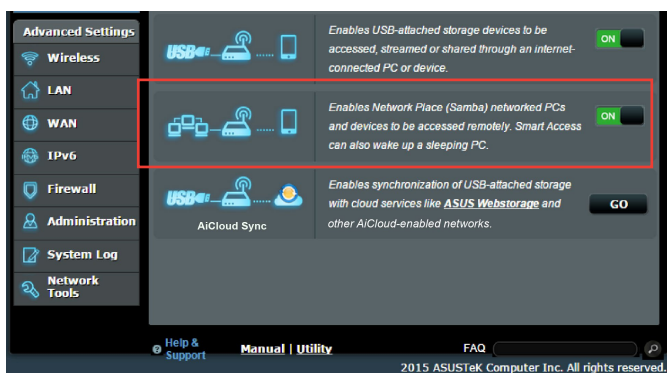 Advanced Settings
Wireless
LAN
WAN
IPv6
Firewall
Administration
System Log
Network
Tools
USB
Enables USB-attached storage devices to be
accessed, streamed or shared through an internet-
connected PC or device.
ON
Enables Network Place (Samba) networked PCs
and devices to be accessed remotely. Smart Access
can also wake up a sleeping PC.
ON
USB
AiCloud Sync
Enables synchronization of USB-attached storage
with cloud services like ASUS Webstorage and
other AiCloud-enabled networks.
GO
Help &
Support
Manual | Utility
FAQ
2015 ASUSTeK Computer Inc. All rights reserved.